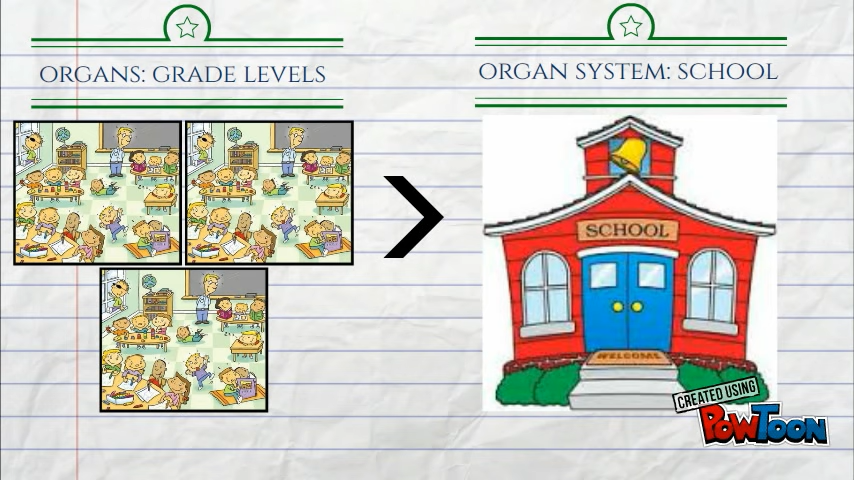 ORGANS: GRADE LEVELS
ORGAN SYSTEM: SCHOOL
SCHOOL
WELCOME
CREATED USING
POWTOON